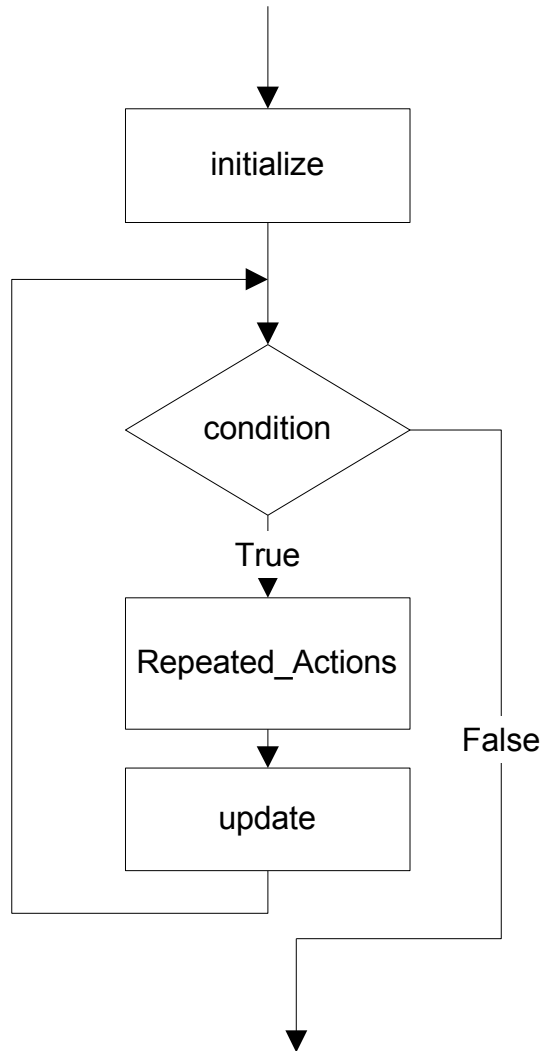 initialize
condition
True
Repeated_Actions
False
update